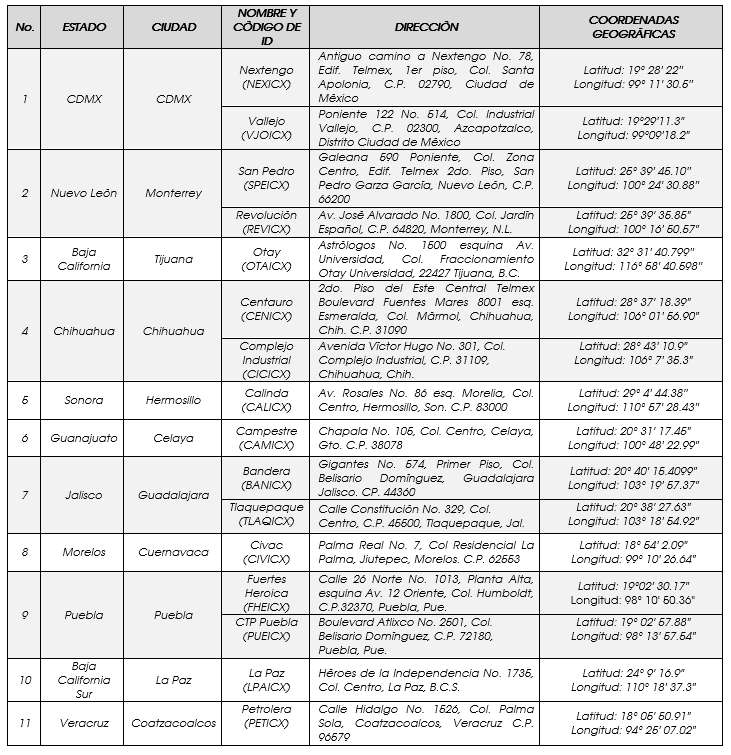 No. ESTADO CIUDAD NOMBRE Y CÓDIGO DE ID DIRECCIÓN COORDENADAS GEOGRÁFICAS
1 CDMX CDMX
Nextengo
(NEXICX)
Antiguo camino a Nextengo No. 78,
Edif. Telmex, 1er piso, Col. Santa
Apolonia, C.P. 02790, Ciudad de
México
Latitud: 19° 28' 22"
Longitud: 99° 11' 30.5"
Vallejo
(VJOICX)
Poniente 122 No. 514, Col. Industrial
Vallejo, C.P. 02300, Azcapotzalco,
Distrito Ciudad de México
Latitud: 19°29'11.3"
Longitud: 99°09'18.2"
2 Nuevo León Monterrey
San Pedro
(SPEICX)
Galeana 590 Poniente, Col. Zona
Centro, Edif. Telmex 2do. Piso, San
Pedro Garza García, Nuevo León, C.P.
66200
Latitud: 25° 39' 45.10"
Longitud: 100° 24' 30.88"
Revolución
(REVICX)
Av. José Alvarado No. 1800, Col. Jardín
Español, C.P. 64820, Monterrey, N.L.
Latitud: 25° 39' 35.85"
Longitud: 100° 16' 50.57"
3 Baja California Tijuana
Otay
(OTAICX)
Astrólogos No. 1500 esquina Av.
Universidad, Col. Fraccionamiento
Otay Universidad, 22427 Tijuana, B.C.
Latitud: 32° 31' 40.799"
Longitud: 116° 58' 40.598"
4 Chihuahua Chihuahua
Centauro
(CENICX)
2do. Piso del Este Central Telmex
Boulevard Fuentes Mares 8001 esq.
Esmeralda, Col. Mármol, Chihuahua,
Chih. C.P. 31090
Latitud: 28° 37' 18.39"
Longitud: 106° 01' 56.90"
Complejo
Industrial
(CICICX)
Avenida Víctor Hugo No. 301, Col.
Complejo Industrial, C.P. 31109,
Chihuahua, Chih.
Latitud: 28° 43' 10.9"
Longitud: 106° 7' 35.3"
5 Sonora Hermosillo
Calinda
(CALICX)
Av. Rosales No. 86 esq. Morelia, Col.
Centro, Hermosillo, Son. C.P. 83000
Latitud: 29° 4' 44.38"
Longitud: 110° 57' 28.43"
6 Guanajuato Celaya
Campestre
(CAMICX)
Chapala No. 105, Col. Centro, Celaya,
Gto. C.P. 38078
Latitud: 20° 31' 17.45"
Longitud: 100° 48' 22.99"
7 Jalisco Guadalajara
Bandera
(BANICX)
Gigantes No. 574, Primer Piso, Col.
Belisario Domínguez, Guadalajara
Jalisco. CP. 44360
Latitud: 20° 40' 15.4099"
Longitud: 103° 19' 57.37"
Tlaquepaque
(TLAQICX)
Calle Constitución No. 329, Col.
Centro, C.P. 45500, Tlaquepaque, Jal.
Latitud: 20° 38' 27.63"
Longitud: 103° 18' 54.92"
8 Morelos Cuernavaca
Civac
(CIVICX)
Palma Real No. 7, Col Residencial La
Palma, Jiutepec, Morelos. C.P. 62553
Latitud: 18° 54' 2.09"
Longitud: 99° 10' 26.64"
9 Puebla Puebla
Fuertes
Heroica
(FHEICX)
Calle 26 Norte No. 1013, Planta Alta,
esquina Av. 12 Oriente, Col. Humboldt,
C.P.32370, Puebla, Pue.
Latitud: 19°02' 30.17"
Longitud: 98° 10' 50.36"
CTP Puebla
(PUEICX)
Boulevard Atlixco No. 2501, Col.
Belisario Domínguez, C.P. 72180,
Puebla, Pue.
Latitud: 19° 02' 57.88"
Longitud: 98° 13' 57.54"
10 Baja California Sur La Paz
La Paz
(LPAICX)
Héroes de la Independencia No. 1735,
Col. Centro, La Paz, B.C.S.
Latitud: 24° 9' 16.9"
Longitud: 110° 18' 37.3"
11 Veracruz Coatzacoalcos
Petrolera
(PETICX)
Calle Hidalgo No. 1526, Col. Palma
Sola, Coatzacoalcos, Veracruz C.P.
96579
Latitud: 18° 05' 50.91"
Longitud: 94° 25' 07.02"